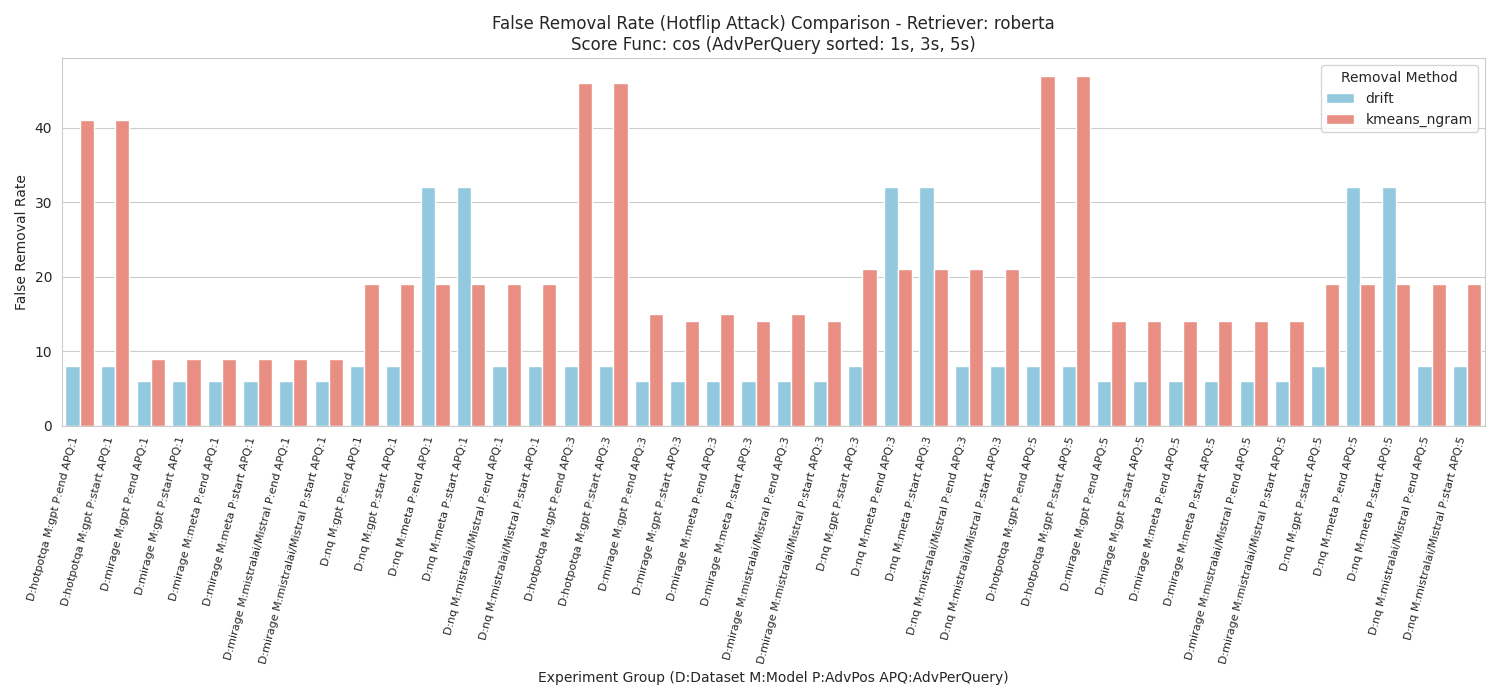 False Removal Rate (Hotflip Attack) Comparison - Retriever: roberta
Score Func: cos (AdvPerQuery sorted: 1s, 3s, 5s)
Removal Method
drift
kmeans_ngram
False Removal Rate
40
30
20
10
0
D:hotpotqa M:gpt P:end APQ:1
D:hotpotqa M:gpt P:start APQ:1
D:mirage M:gpt P:end APQ:1
D:mirage M:gpt P:start APQ:1
D:mirage M:meta P:end APQ:1
D:mirage M:meta P:start APQ:1
D:mirage M:mistralai/Mistral P:end APQ:1
D:mirage M:mistralai/Mistral P:start APQ:1
D:nq M:gpt P:end APQ:1
D:nq M:gpt P:start APQ:1
D:nq M:meta P:end APQ:1
D:nq M:meta P:start APQ:1
D:nq M:mistralai/Mistral P:end APQ:1
D:nq M:mistralai/Mistral P:start APQ:1
D:hotpotqa M:gpt P:end APQ:3
D:hotpotqa M:gpt P:start APQ:3
D:mirage M:gpt P:end APQ:3
D:mirage M:gpt P:start APQ:3
D:mirage M:meta P:end APQ:3
D:mirage M:meta P:start APQ:3
D:mirage M:mistralai/Mistral P:end APQ:3
D:mirage M:mistralai/Mistral P:start APQ:3
D:nq M:gpt P:start APQ:3
D:nq M:meta P:end APQ:3
D:nq M:meta P:start APQ:3
D:nq M:mistralai/Mistral P:end APQ:3
D:nq M:mistralai/Mistral P:start APQ:3
D:hotpotqa M:gpt P:end APQ:5
D:hotpotqa M:gpt P:start APQ:5
D:mirage M:gpt P:end APQ:5
D:mirage M:gpt P:start APQ:5
D:mirage M:meta P:end APQ:5
D:mirage M:meta P:start APQ:5
D:mirage M:mistralai/Mistral P:end APQ:5
D:mirage M:mistralai/Mistral P:start APQ:5
D:nq M:gpt P:start APQ:5
D:nq M:meta P:end APQ:5
D:nq M:meta P:start APQ:5
D:nq M:mistralai/Mistral P:end APQ:5
D:nq M:mistralai/Mistral P:start APQ:5
Experiment Group (D:Dataset M:Model P:AdvPos APQ:AdvPerQuery)